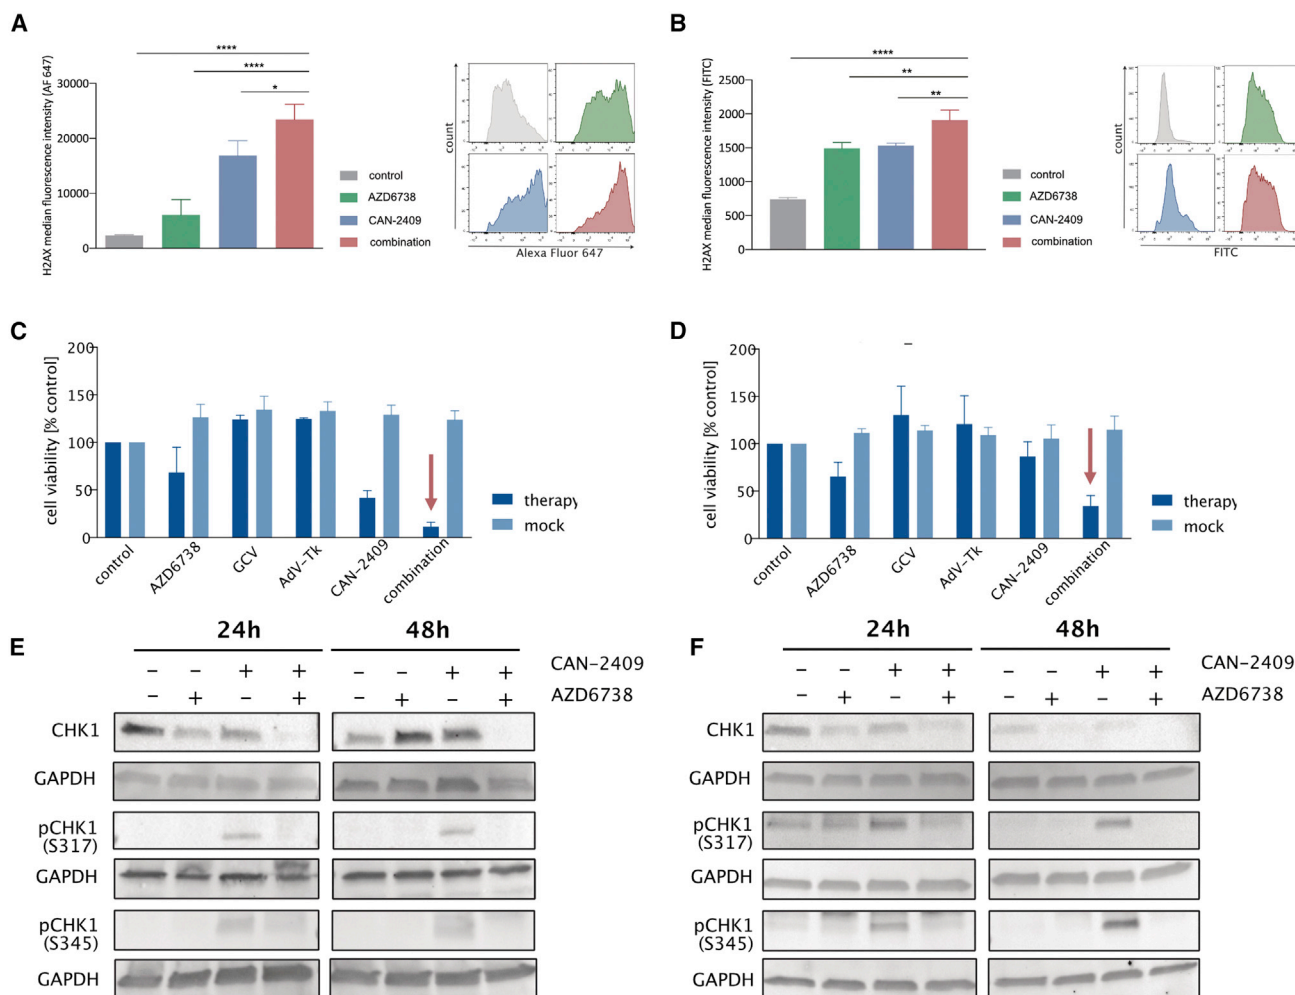 A
****
****
*
H2AX median fluorescence intensity (AF 647)
30000
20000
10000
0
control
AZD6738
CAN-2409
combination
count
Alexa Fluor 647
B
****
**
**
H2AX median fluorescence intensity (FITC)
2500
2000
1500
1000
500
0
control
AZD6738
CAN-2409
combination
count
FITC
C
cell viability [% control]
200
150
100
50
0
control
AZD6738
GCV
AdV-Tk
CAN-2409
combination
therapy
mock
D
cell viability [% control]
200
150
100
50
0
control
AZD6738
GCV
AdV-Tk
CAN-2409
combination
therapy
mock
E
24h 48h
− − + + − − + + CAN-2409
− + − + − + − + AZD6738
CHK1
GAPDH
pCHK1
(S317)
GAPDH
pCHK1
(S345)
GAPDH
F
24h 48h
− − + + − − + + CAN-2409
− + − + − + − + AZD6738
CHK1
GAPDH
pCHK1
(S317)
GAPDH
pCHK1
(S345)
GAPDH